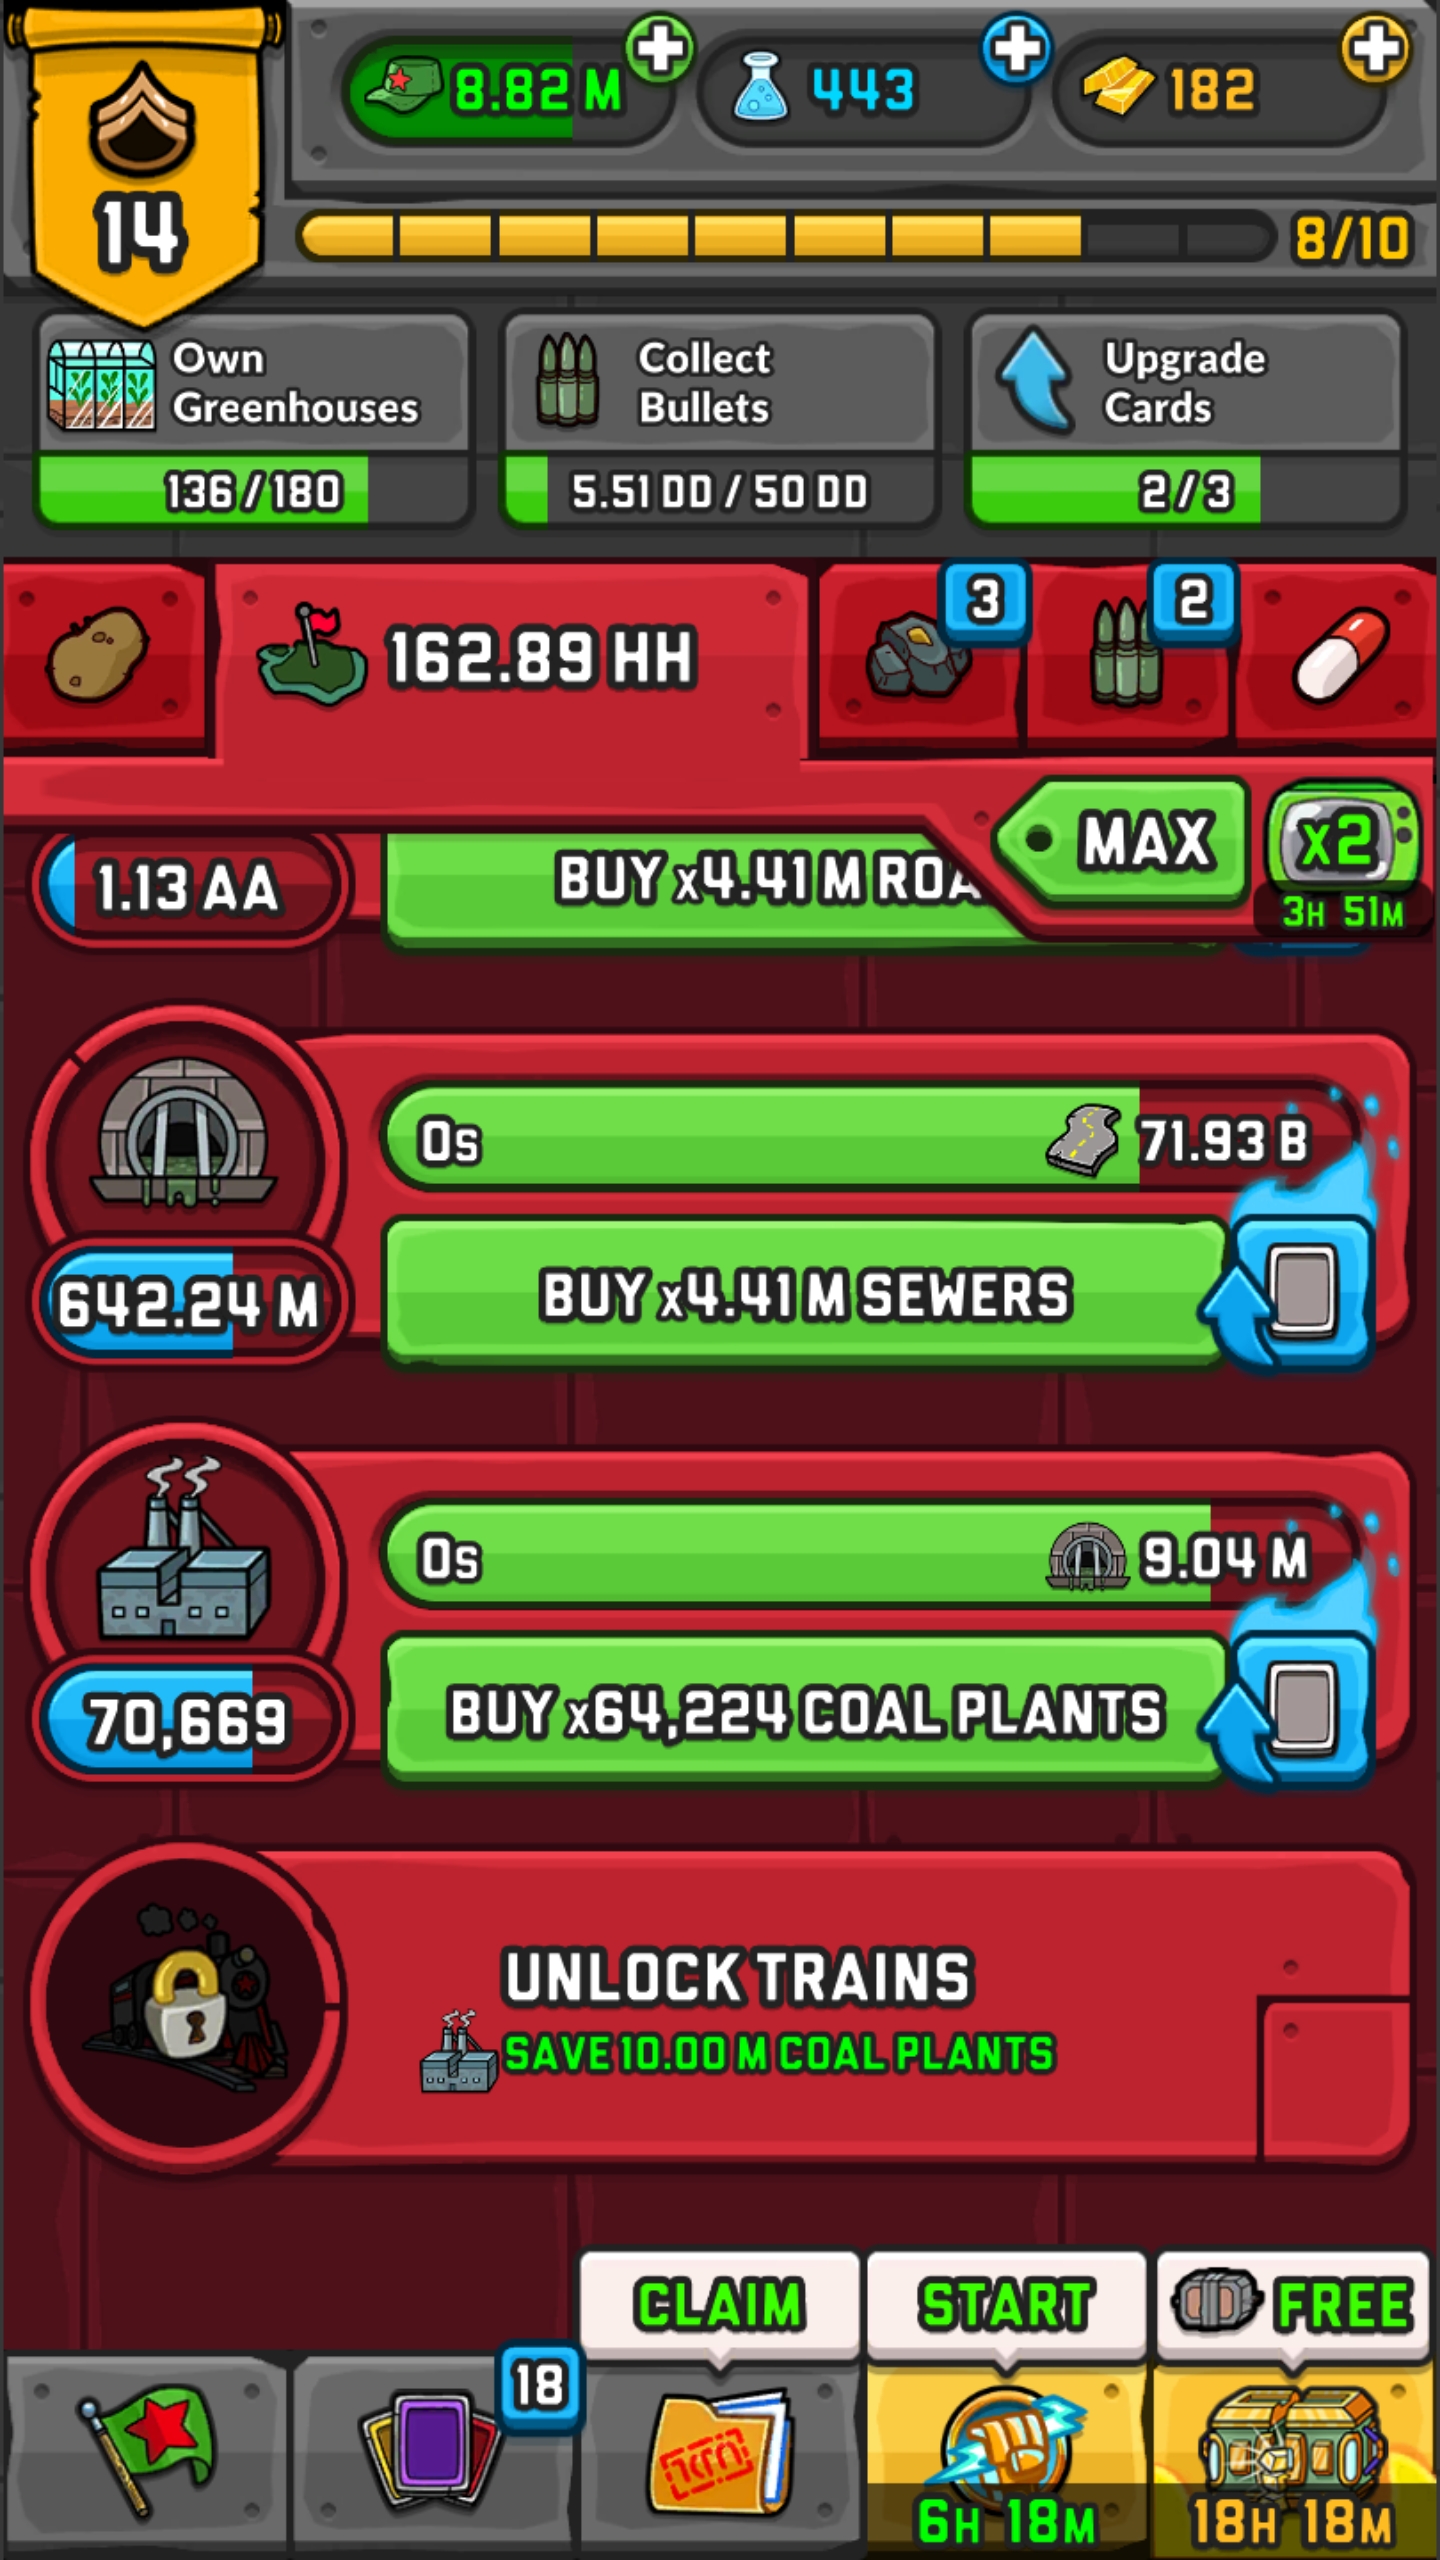 8.82 M
443
182
14
8/10
Own
Greenhouses
Collect
Bullets
Upgrade
Cards
136/180
5.51 DD / 50 DD
2/3
162.89 HH
3
2
MAX
x2
3H 51M
1.13 AA
BUY x4.41 M ROA
0s
71.93 B
642.24 M
BUY x4.41 M SEWERS
0s
9.04 M
70,669
BUY x64,224 COAL PLANTS
UNLOCK TRAINS
SAVE 10.00 M COAL PLANTS
CLAIM
START
FREE
18
6H 18M
18H 18M